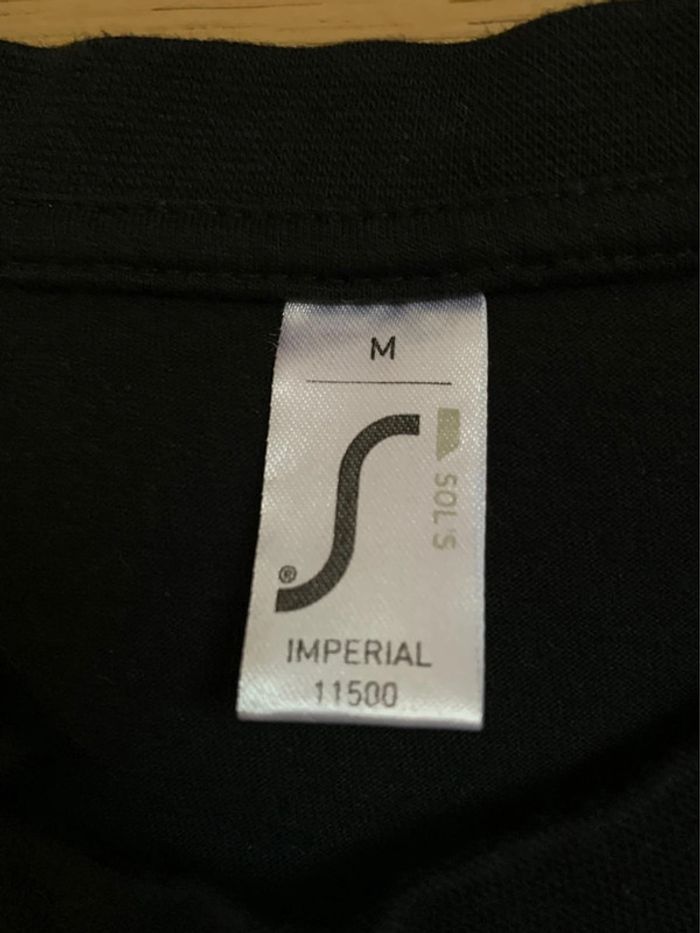 M
SOL'S
®
IMPERIAL
11500